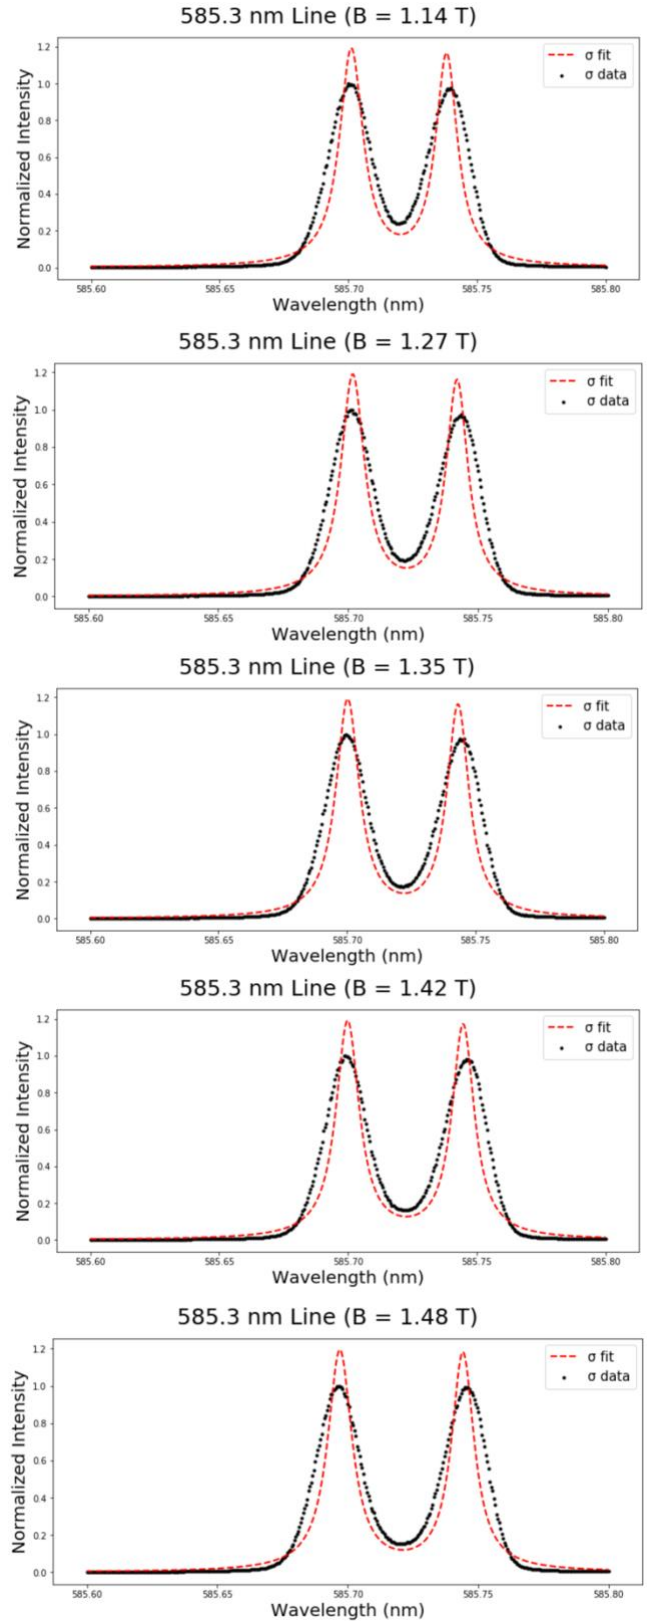 585.3 nm Line (B = 1.14 T)
1.2
1.0
0.8
0.6
0.4
0.2
0.0
Normalized Intensity
σ fit
σ data
585.60 585.65 585.70 585.75 585.80
Wavelength (nm)
585.3 nm Line (B = 1.27 T)
1.2
1.0
0.8
0.6
0.4
0.2
0.0
Normalized Intensity
σ fit
σ data
585.60 585.65 585.70 585.75 585.80
Wavelength (nm)
585.3 nm Line (B = 1.35 T)
1.2
1.0
0.8
0.6
0.4
0.2
0.0
Normalized Intensity
σ fit
σ data
585.60 585.65 585.70 585.75 585.80
Wavelength (nm)
585.3 nm Line (B = 1.42 T)
1.2
1.0
0.8
0.6
0.4
0.2
0.0
Normalized Intensity
σ fit
σ data
585.60 585.65 585.70 585.75 585.80
Wavelength (nm)
585.3 nm Line (B = 1.48 T)
1.2
1.0
0.8
0.6
0.4
0.2
0.0
Normalized Intensity
σ fit
σ data
585.60 585.65 585.70 585.75 585.80
Wavelength (nm)